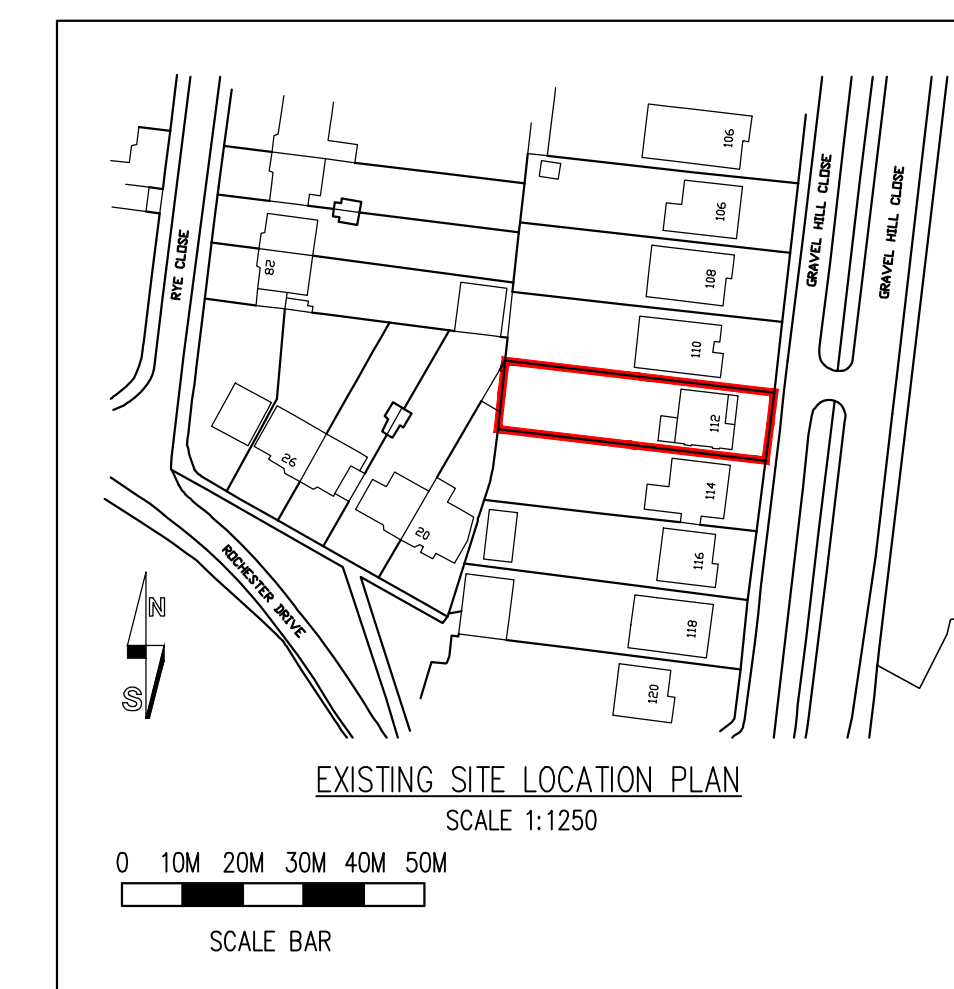 106
106
108
110
112
114
116
118
120
GRAVEL HILL CLOSE
GRAVEL HILL CLOSE
RYE CLOSE
82
26
20
ROCHESTER DRIVE
N
S
EXISTING SITE LOCATION PLAN
SCALE 1:1250
0 10M 20M 30M 40M 50M
SCALE BAR